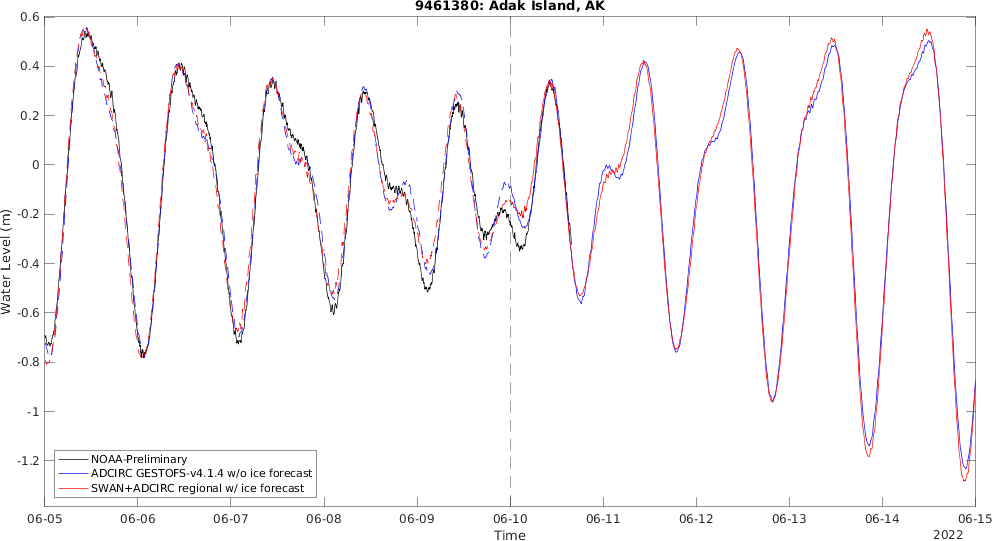 9461380: Adak Island, AK
0.6
0.4
0.2
0
-0.2
-0.4
-0.6
-0.8
-1
-1.2
Water Level (m)
NOAA-Preliminary
ADCIRC GESTOFS-v4.1.4 w/o ice forecast
SWAN+ADCIRC regional w/ ice forecast
06-05 06-06 06-07 06-08 06-09 06-10 06-11 06-12 06-13 06-14 06-15
Time
2022